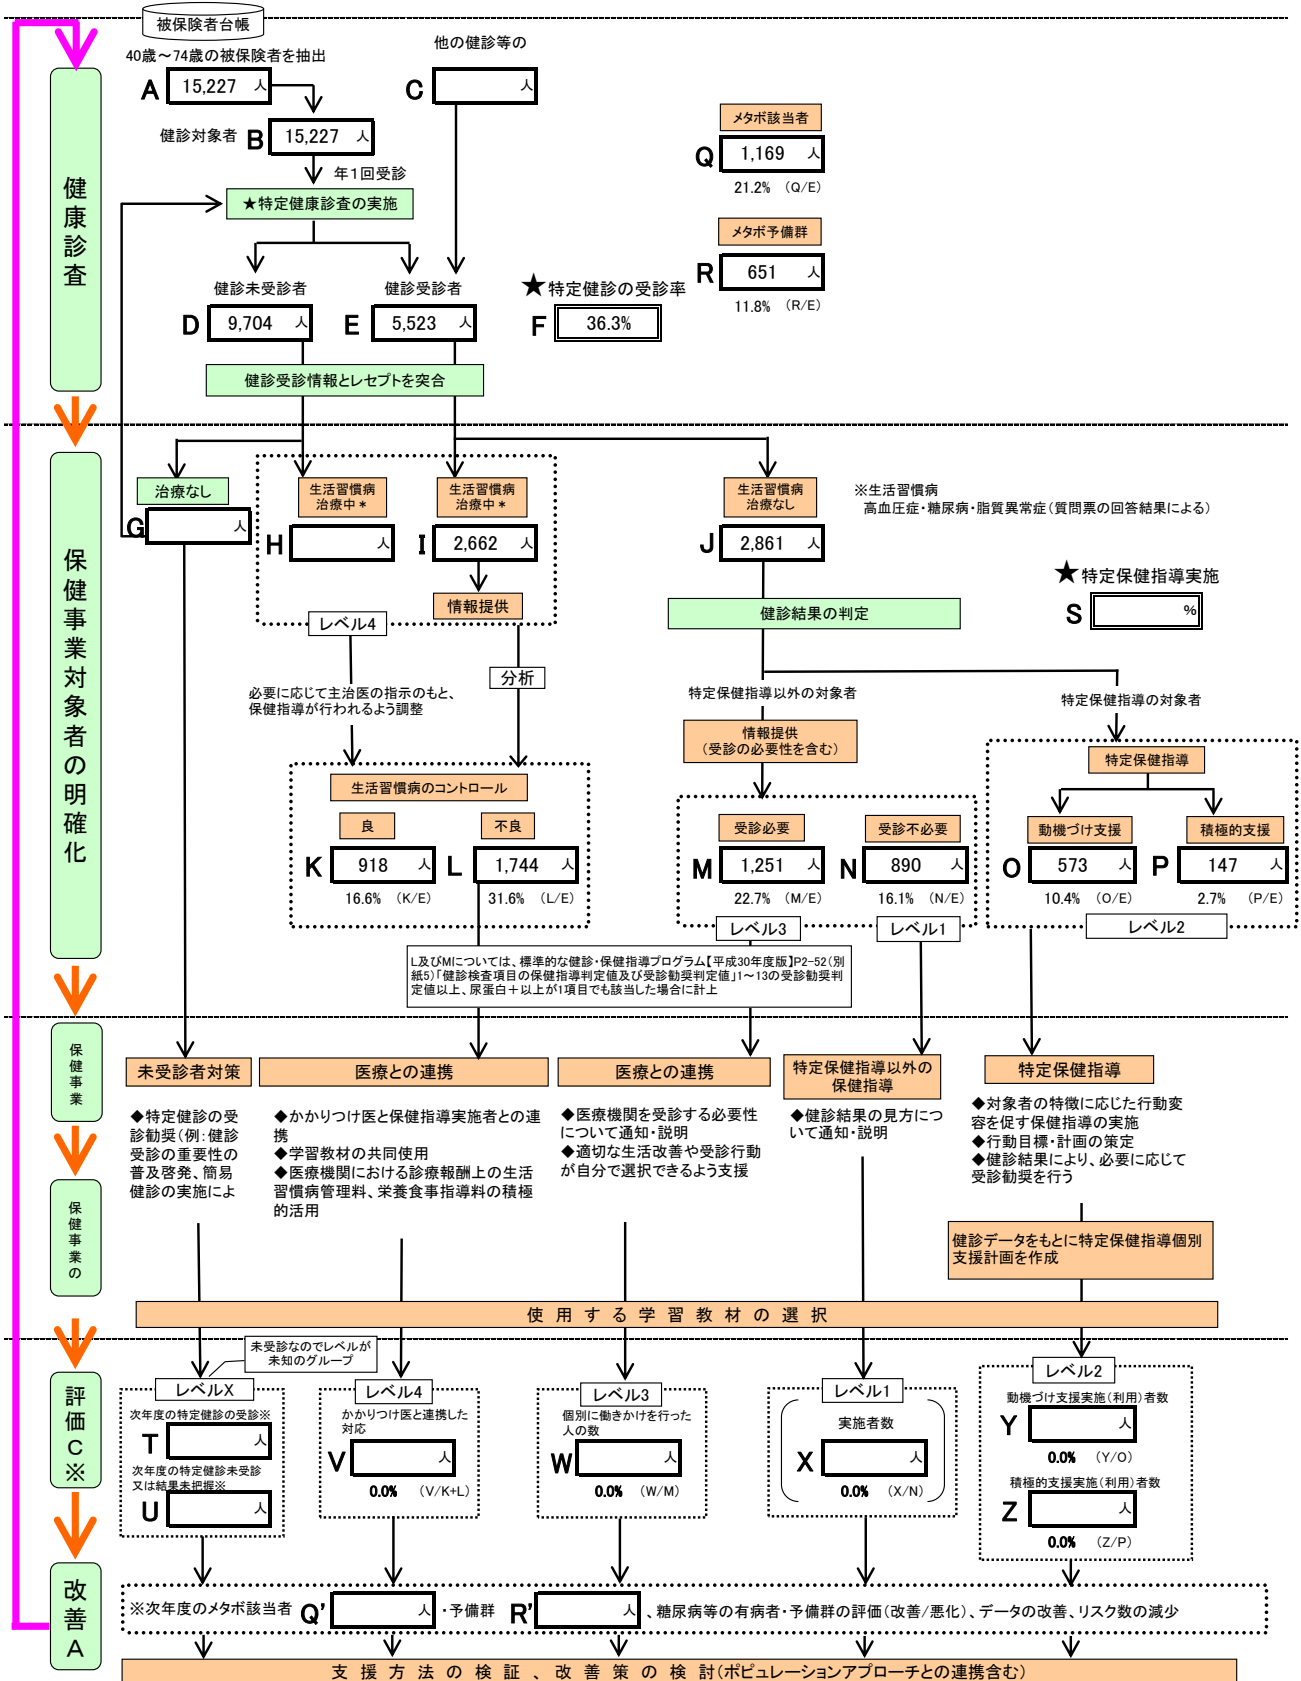 被保険者台帳
40歳～74歳の被保険者を抽出
他の健診等の
A 15,227 人
C 人
健診対象者 B 15,227 人
メタボ該当者
Q 1,169 人
21.2% (Q/E)
年1回受診
★特定健康診査の実施
メタボ予備群
R 651 人
11.8% (R/E)
健康診査
健診未受診者
健診受診者
★特定健診の受診率
D 9,704 人
E 5,523 人
F 36.3%
健診受診情報とレセプトを突合
保健事業対象者の明確化
治療なし
G 人
生活習慣病
治療中＊
H 人
生活習慣病
治療中＊
I 2,662 人
情報提供
レベル4
生活習慣病
治療なし
J 2,861 人
※生活習慣病
高血圧症・糖尿病・脂質異常症(質問票の回答結果による)
★特定保健指導実施
S %
健診結果の判定
分析
必要に応じて主治医の指示のもと、
保健指導が行われるよう調整
特定保健指導以外の対象者
特定保健指導の対象者
情報提供
(受診の必要性を含む)
特定保健指導
生活習慣病のコントロール
良
不良
K 918 人
L 1,744 人
16.6% (K/E)
31.6% (L/E)
受診必要
受診不必要
M 1,251 人
N 890 人
22.7% (M/E)
16.1% (N/E)
レベル3
レベル1
動機づけ支援
積極的支援
O 573 人
P 147 人
10.4% (O/E)
2.7% (P/E)
レベル2
L及びMについては、標準的な健診・保健指導プログラム【平成30年度版】P2-52(別
紙5)「健診検査項目の保健指導判定値及び受診勧奨判定値」1～13の受診勧奨判
定値以上、尿蛋白＋以上が1項目でも該当した場合に計上
保健事業
未受診者対策
医療との連携
医療との連携
特定保健指導以外の
保健指導
特定保健指導
◆特定健診の受
診勧奨(例：健診
受診の重要性の
普及啓発、簡易
健診の実施によ
◆かかりつけ医と保健指導実施者との連
携
◆学習教材の共同使用
◆医療機関における診療報酬上の生活
習慣病管理料、栄養食事指導料の積極
的活用
◆医療機関を受診する必要性
について通知・説明
◆適切な生活改善や受診行動
が自分で選択できるよう支援
◆健診結果の見方につ
いて通知・説明
◆対象者の特徴に応じた行動変
容を促す保健指導の実施
◆行動目標・計画の策定
◆健診結果により、必要に応じて
受診勧奨を行う
保健事業の
健診データをもとに特定保健指導個別
支援計画を作成
使用する学習教材の選択
未受診なのでレベルが
未知のグループ
評価C※
レベルX
次年度の特定健診の受診※
T 人
次年度の特定健診未受診
又は結果未把握※
U 人
レベル4
かかりつけ医と連携した
対応
V 人
0.0% (V/K+L)
レベル3
個別に働きかけを行った
人の数
W 人
0.0% (W/M)
レベル1
実施者数
X 人
0.0% (X/N)
レベル2
動機づけ支援実施(利用)者数
Y 人
0.0% (Y/O)
積極的支援実施(利用)者数
Z 人
0.0% (Z/P)
改善A
※次年度のメタボ該当者 Q' 人 ・予備群 R' 人 、糖尿病等の有病者・予備群の評価(改善/悪化)、データの改善、リスク数の減少
支援方法の検証、改善策の検討(ポピュレーションアプローチとの連携含む)